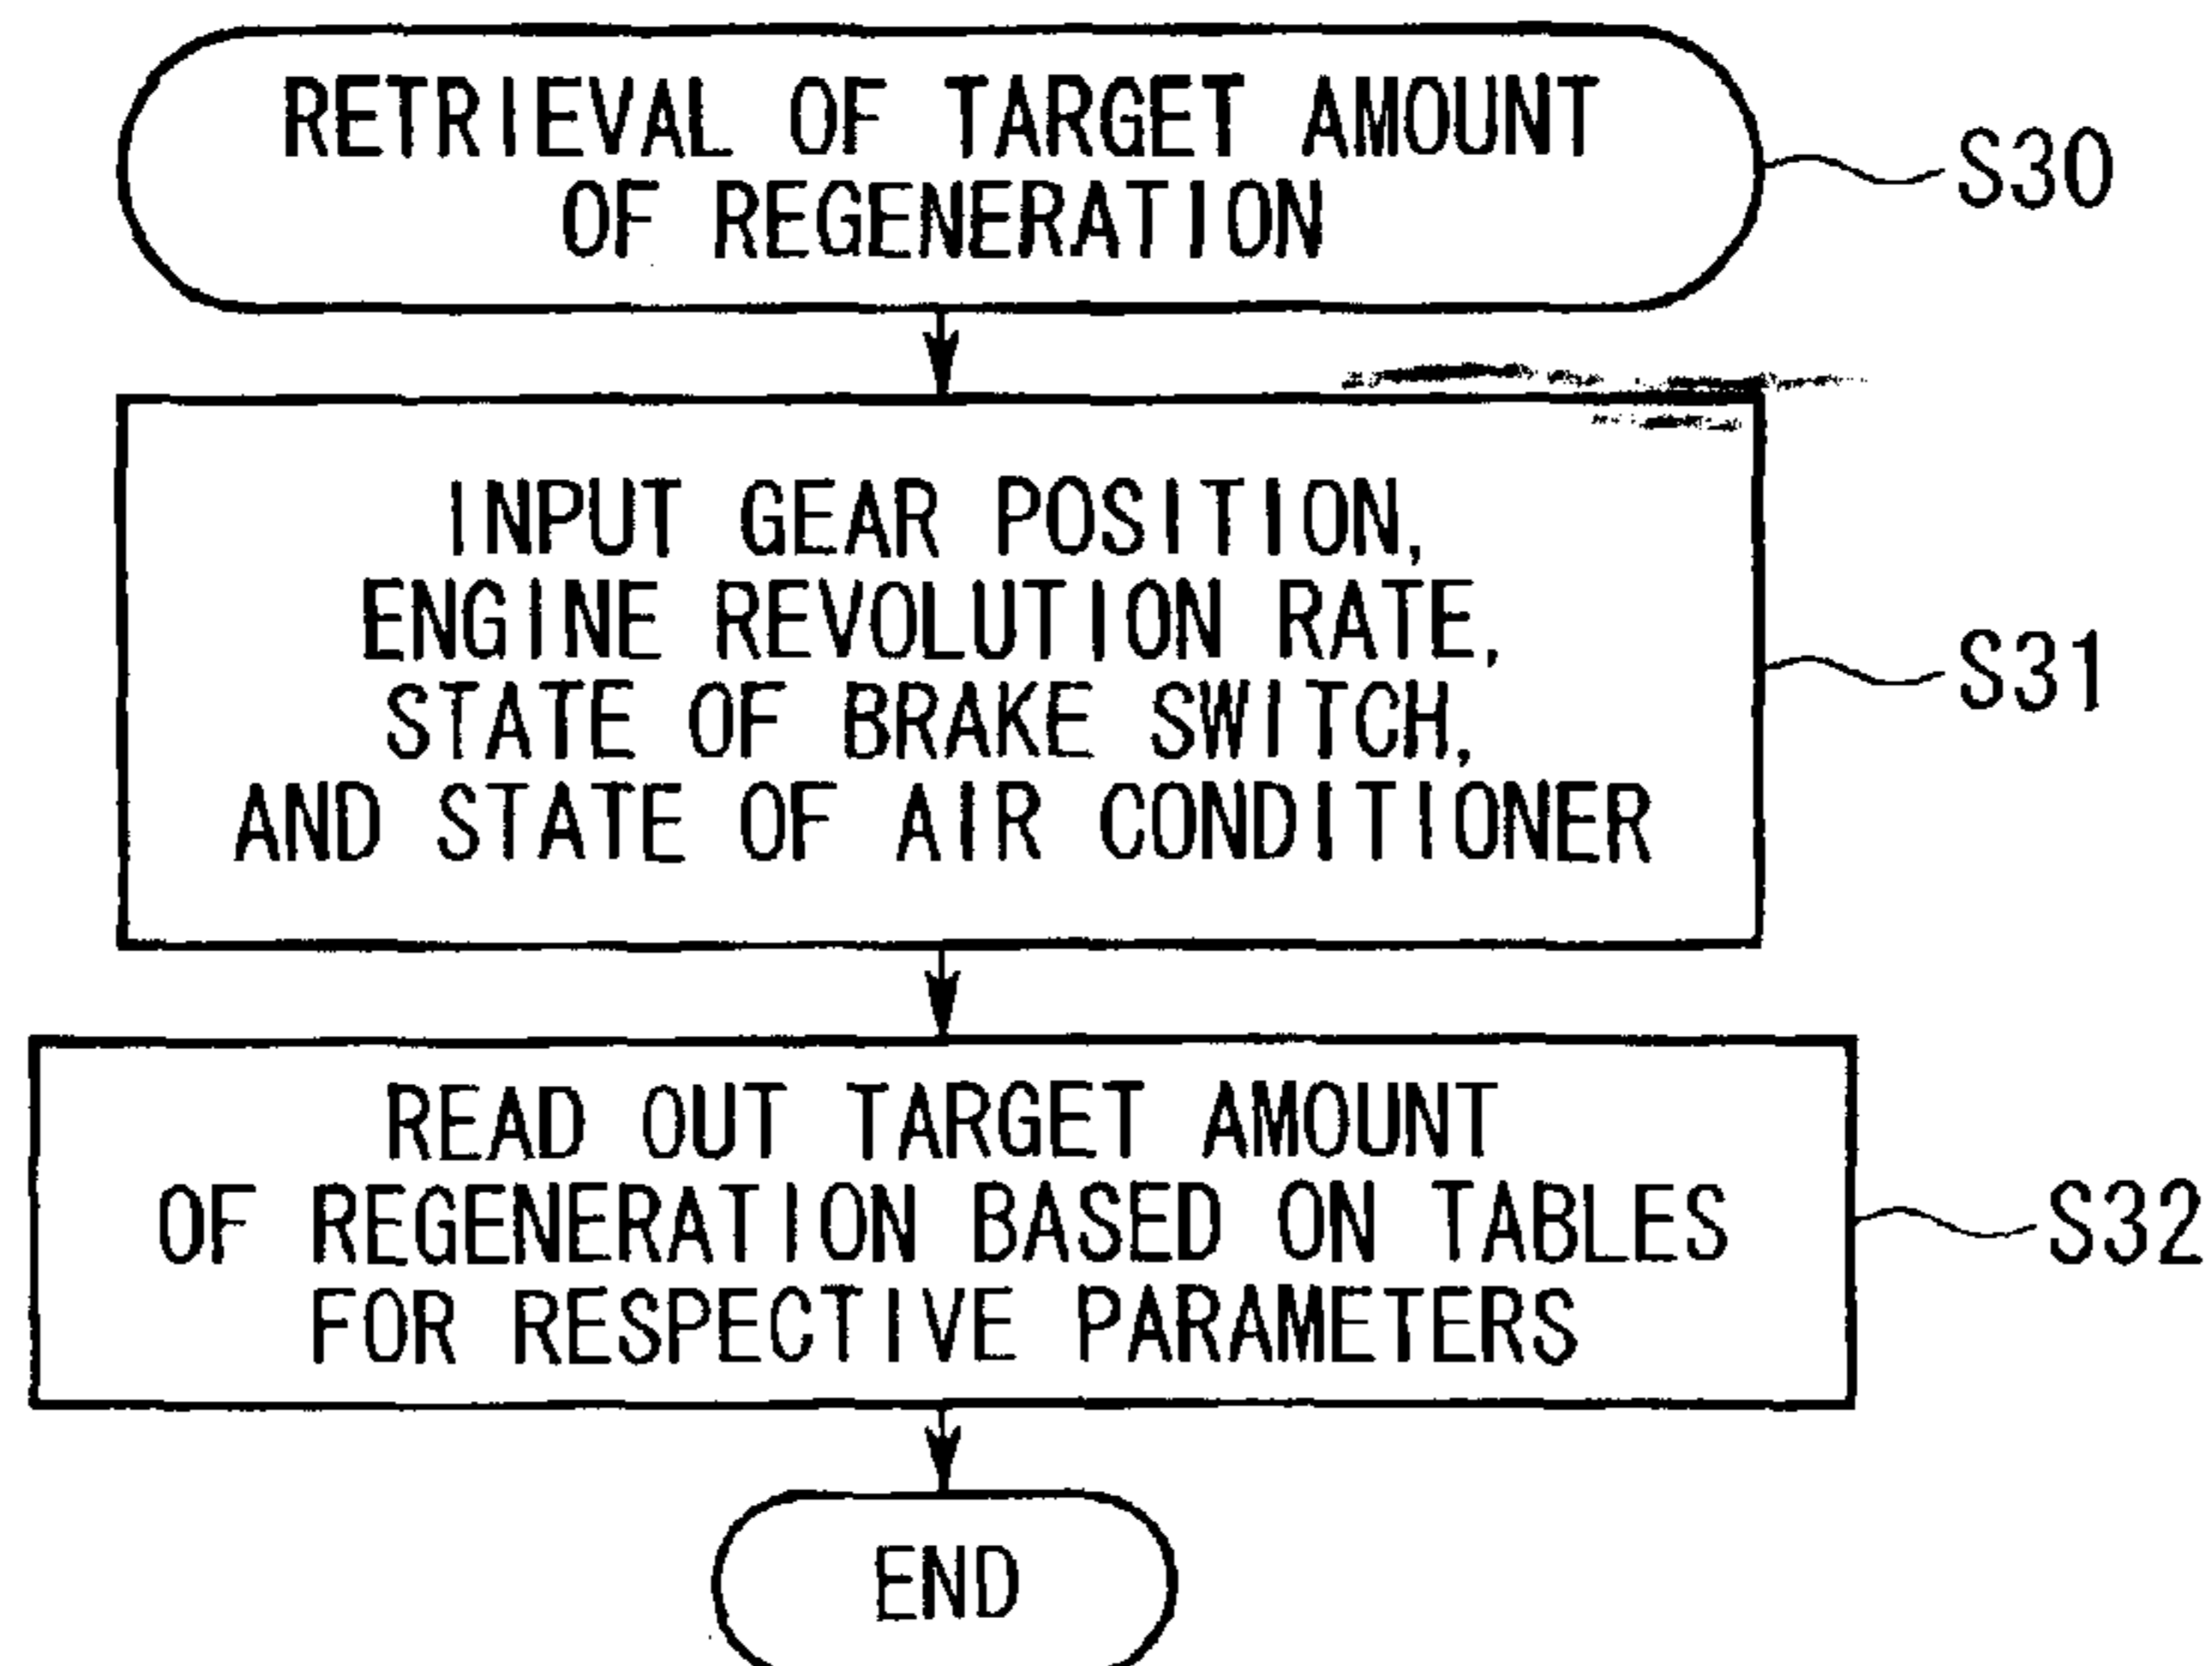 RETRIEVAL OF TARGET AMOUNT
OF REGENERATION
S30
INPUT GEAR POSITION,
ENGINE REVOLUTION RATE,
STATE OF BRAKE SWITCH,
AND STATE OF AIR CONDITIONER
S31
READ OUT TARGET AMOUNT
OF REGENERATION BASED ON TABLES
FOR RESPECTIVE PARAMETERS
S32
END